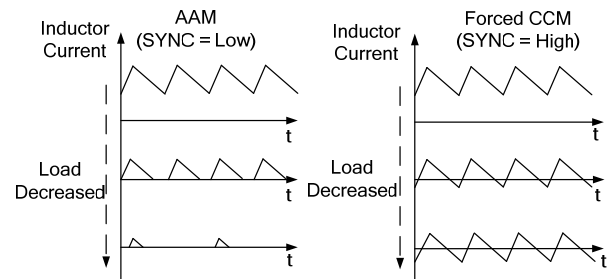 Inductor
Current
AAM
(SYNC = Low)
t
Load
Decreased
t
t
Forced CCM
(SYNC = High)
Inductor
Current
t
Load
Decreased
t
t